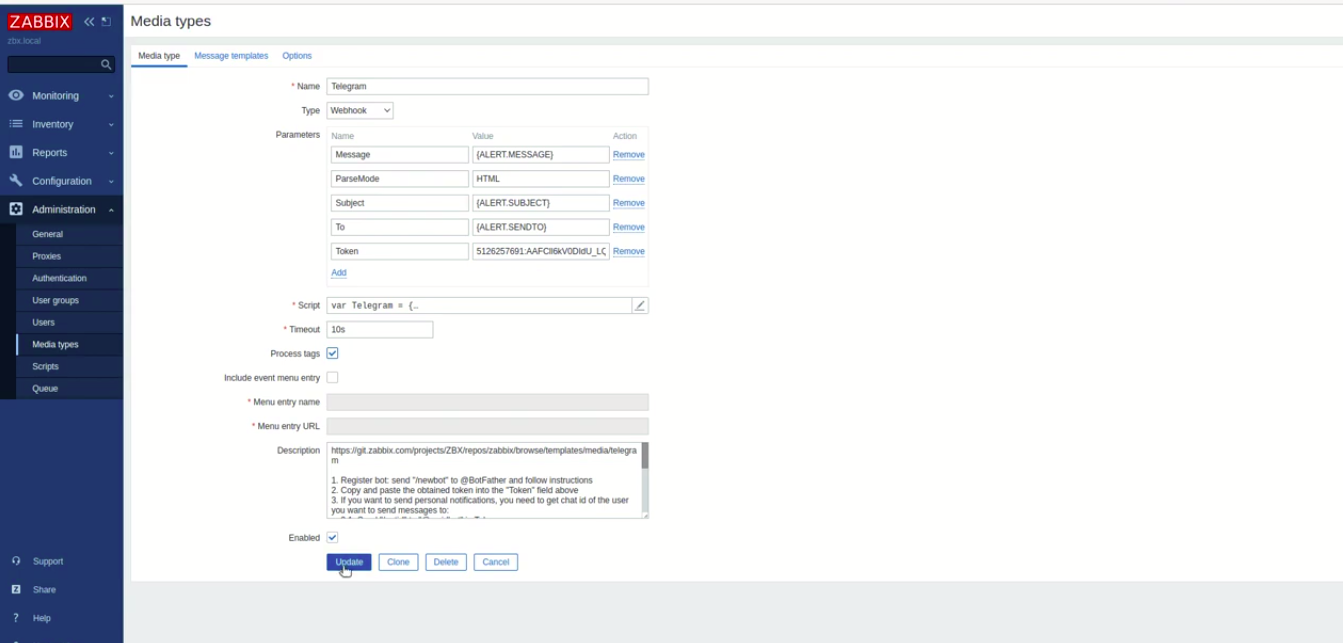 ZABBIX
Media types
zbx.local
Media type Message templates Options
* Name Telegram
Type Webhook
Parameters Name Value Action
Message {ALERT.MESSAGE} Remove
ParseMode HTML Remove
Subject {ALERT.SUBJECT} Remove
To {ALERT.SENDTO} Remove
Token Remove
Add
* Script var Telegram = {…
* Timeout 10s
Process tags
Include event menu entry
* Menu entry name
* Menu entry URL
Description https://git.zabbix.com/projects/ZBX/repos/zabbix/browse/templates/media/telegra
m
1. Register bot: send "/newbot" to @BotFather and follow instructions
2. Copy and paste the obtained token into the "Token" field above
3. If you want to send personal notifications, you need to get chat id of the user
you want to send messages to:
Enabled
Update Clone Delete Cancel
Monitoring
Inventory
Reports
Configuration
Administration
General
Proxies
Authentication
User groups
Users
Media types
Scripts
Queue
Support
Z Share
? Help